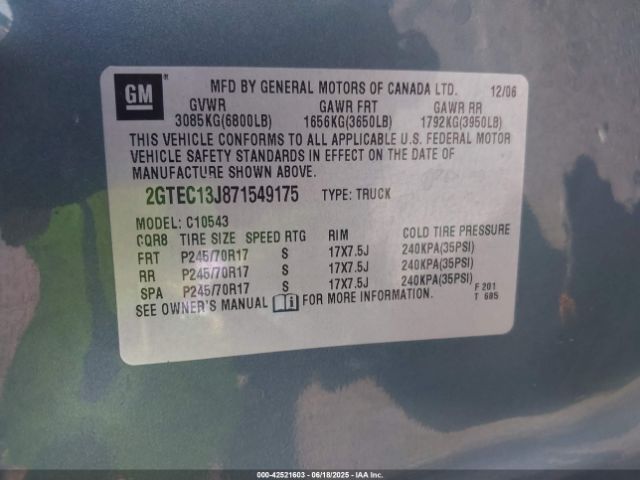 GM
®
MFD BY GENERAL MOTORS OF CANADA LTD. 12/06
GVWR GAWR FRT GAWR RR
3085KG(6800LB) 1656KG(3650LB) 1792KG(3950LB)
THIS VEHICLE CONFORMS TO ALL APPLICABLE U.S. FEDERAL MOTOR
VEHICLE SAFETY STANDARDS IN EFFECT ON THE DATE OF
MANUFACTURE SHOWN ABOVE.
2GTEC13J871549175 TYPE: TRUCK
MODEL: C10543
CQR8 TIRE SIZE SPEED RTG RIM COLD TIRE PRESSURE
FRT P245/70R17 S 17X7.5J 240KPA(35PSI)
RR P245/70R17 S 17X7.5J 240KPA(35PSI)
SPA P245/70R17 S 17X7.5J 240KPA(35PSI)
SEE OWNER'S MANUAL FOR MORE INFORMATION.
F 201
T 605
000-42521603 - 06/18/2025 - IAAI.COM